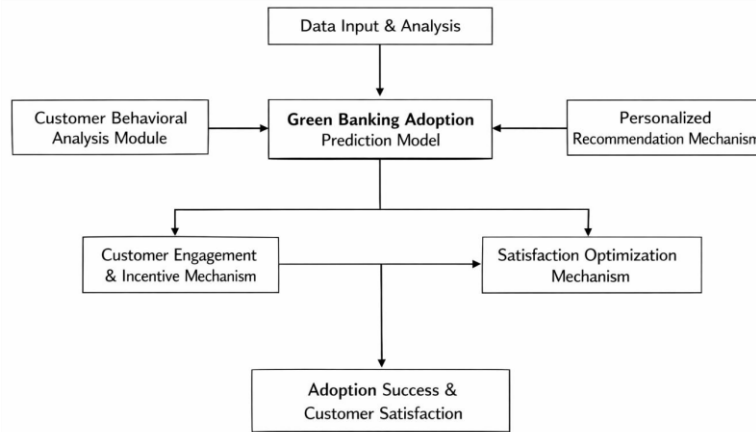 Data Input & Analysis
Customer Behavioral
Analysis Module
Green Banking Adoption
Prediction Model
Personalized
Recommendation Mechanism
Customer Engagement
& Incentive Mechanism
Satisfaction Optimization
Mechanism
Adoption Success &
Customer Satisfaction